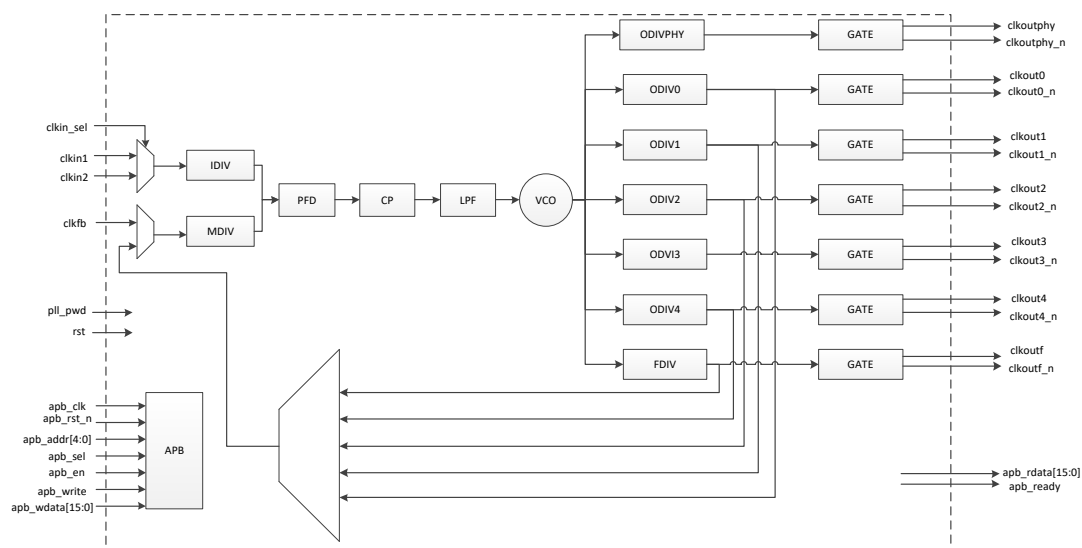 ODIVPHY
GATE
clkoutphy
clkoutphy_n
ODIV0
GATE
clkout0
clkout0_n
clkin_sel
clkin1
clkin2
IDIV
ODIV1
GATE
clkout1
clkout1_n
clkfb
MDIV
PFD
CP
LPF
VCO
ODIV2
GATE
clkout2
clkout2_n
ODVI3
GATE
clkout3
clkout3_n
pll_pwd
rst
ODIV4
GATE
clkout4
clkout4_n
FDIV
GATE
clkoutf
clkoutf_n
apb_clk
apb_rst_n
apb_addr[4:0]
apb_sel
apb_en
apb_write
apb_wdata[15:0]
APB
apb_rdata[15:0]
apb_ready